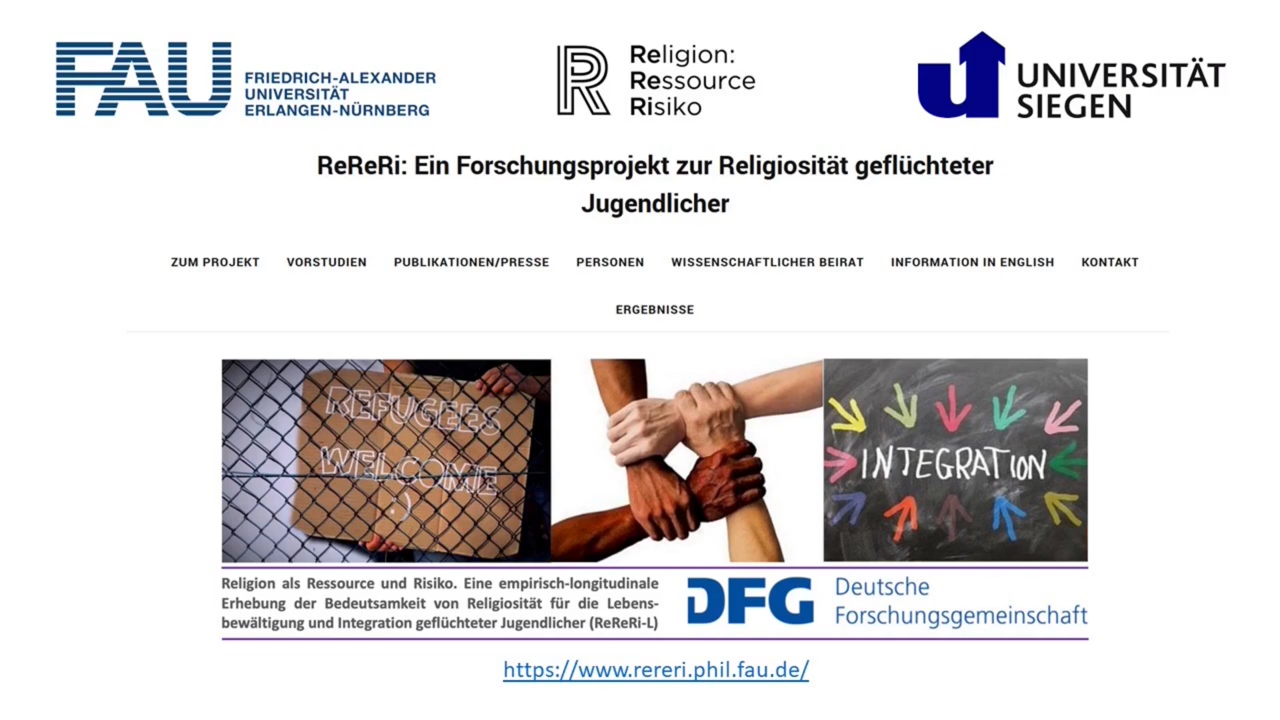 FAU
FRIEDRICH-ALEXANDER
UNIVERSITÄT
ERLANGEN-NÜRNBERG
Religion:
Ressource
Risiko
UNIVERSITÄT
SIEGEN
ReReRi: Ein Forschungsprojekt zur Religiosität geflüchteter
Jugendlicher
ZUM PROJEKT VORSTUDIEN PUBLIKATIONEN/PRESSE PERSONEN WISSENSCHAFTLICHER BEIRAT INFORMATION IN ENGLISH KONTAKT
ERGEBNISSE
REFUGEES
WELCOME
:)
INTEGRATION
Religion als Ressource und Risiko. Eine empirisch-longitudinale
Erhebung der Bedeutsamkeit von Religiosität für die Lebens-
bewältigung und Integration geflüchteter Jugendlicher (ReReRi-L)
DFG
Deutsche
Forschungsgemeinschaft
https://www.rereri.phil.fau.de/